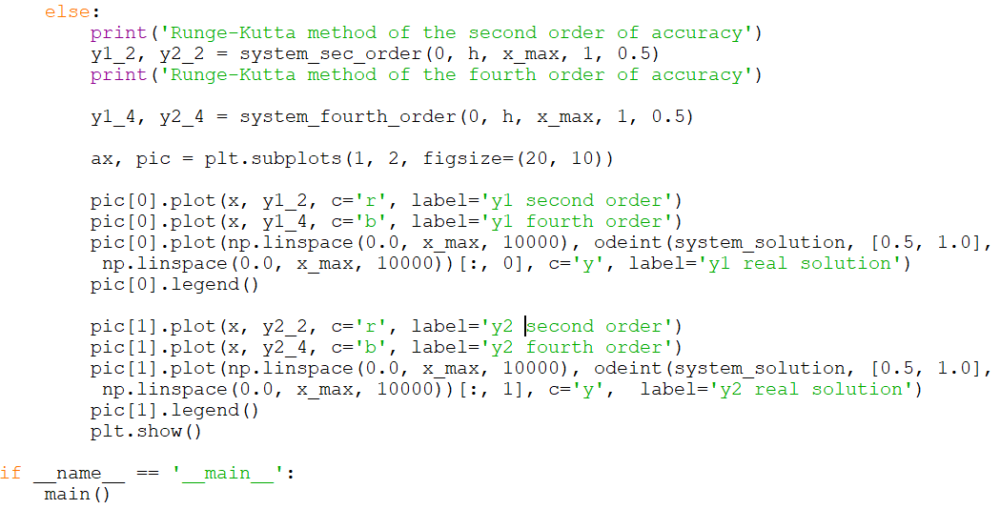 else:
print('Runge-Kutta method of the second order of accuracy')
y1_2, y2_2 = system_sec_order(0, h, x_max, 1, 0.5)
print('Runge-Kutta method of the fourth order of accuracy')
y1_4, y2_4 = system_fourth_order(0, h, x_max, 1, 0.5)
ax, pic = plt.subplots(1, 2, figsize=(20, 10))
pic[0].plot(x, y1_2, c='r', label='y1 second order')
pic[0].plot(x, y1_4, c='b', label='y1 fourth order')
pic[0].plot(np.linspace(0.0, x_max, 10000), odeint(system_solution, [0.5, 1.0],
np.linspace(0.0, x_max, 10000))[:, 0], c='y', label='y1 real solution')
pic[0].legend()
pic[1].plot(x, y2_2, c='r', label='y2 second order')
pic[1].plot(x, y2_4, c='b', label='y2 fourth order')
pic[1].plot(np.linspace(0.0, x_max, 10000), odeint(system_solution, [0.5, 1.0],
np.linspace(0.0, x_max, 10000))[:, 1], c='y',  label='y2 real solution')
pic[1].legend()
plt.show()
if __name__ == '__main__':
main()